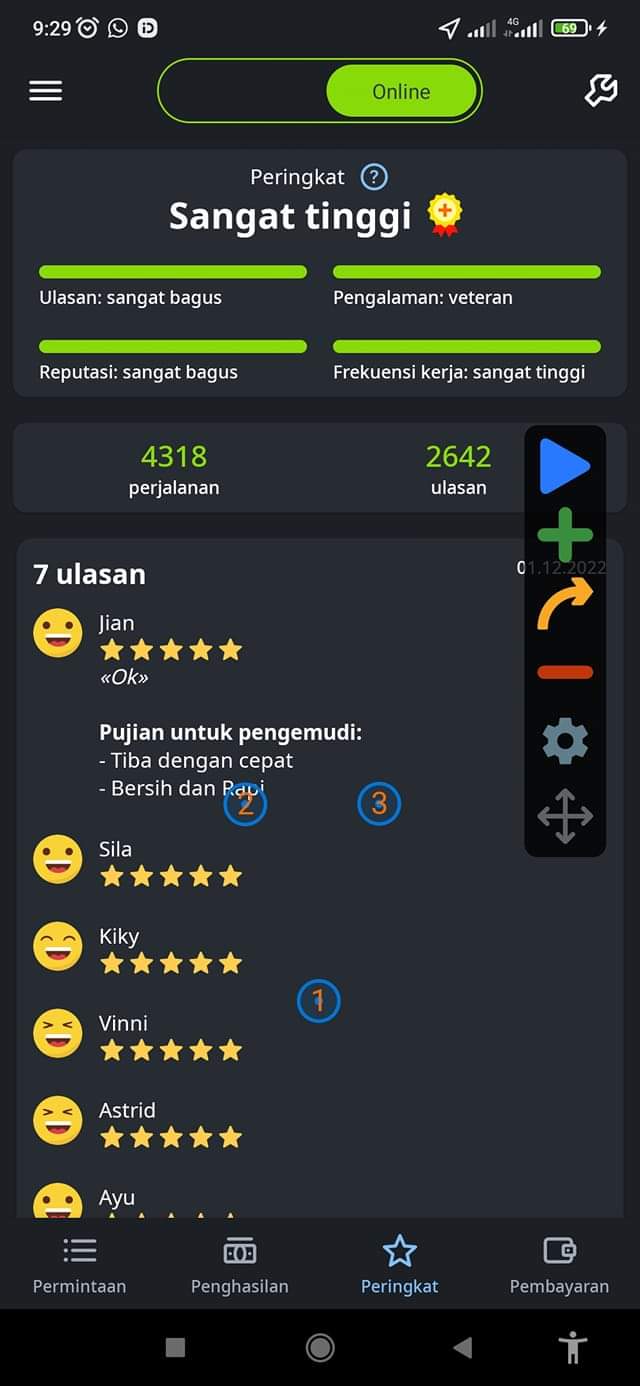 9:29
4G
69
Online
Peringkat ?
Sangat tinggi
Ulasan: sangat bagus
Pengalaman: veteran
Reputasi: sangat bagus
Frekuensi kerja: sangat tinggi
4318
perjalanan
2642
ulasan
7 ulasan
01.12.2022
Jian
«Ok»
Pujian untuk pengemudi:
- Tiba dengan cepat
- Bersih dan Rapi
2
3
Sila
Kiky
1
Vinni
Astrid
Ayu
Permintaan
Penghasilan
Peringkat
Pembayaran